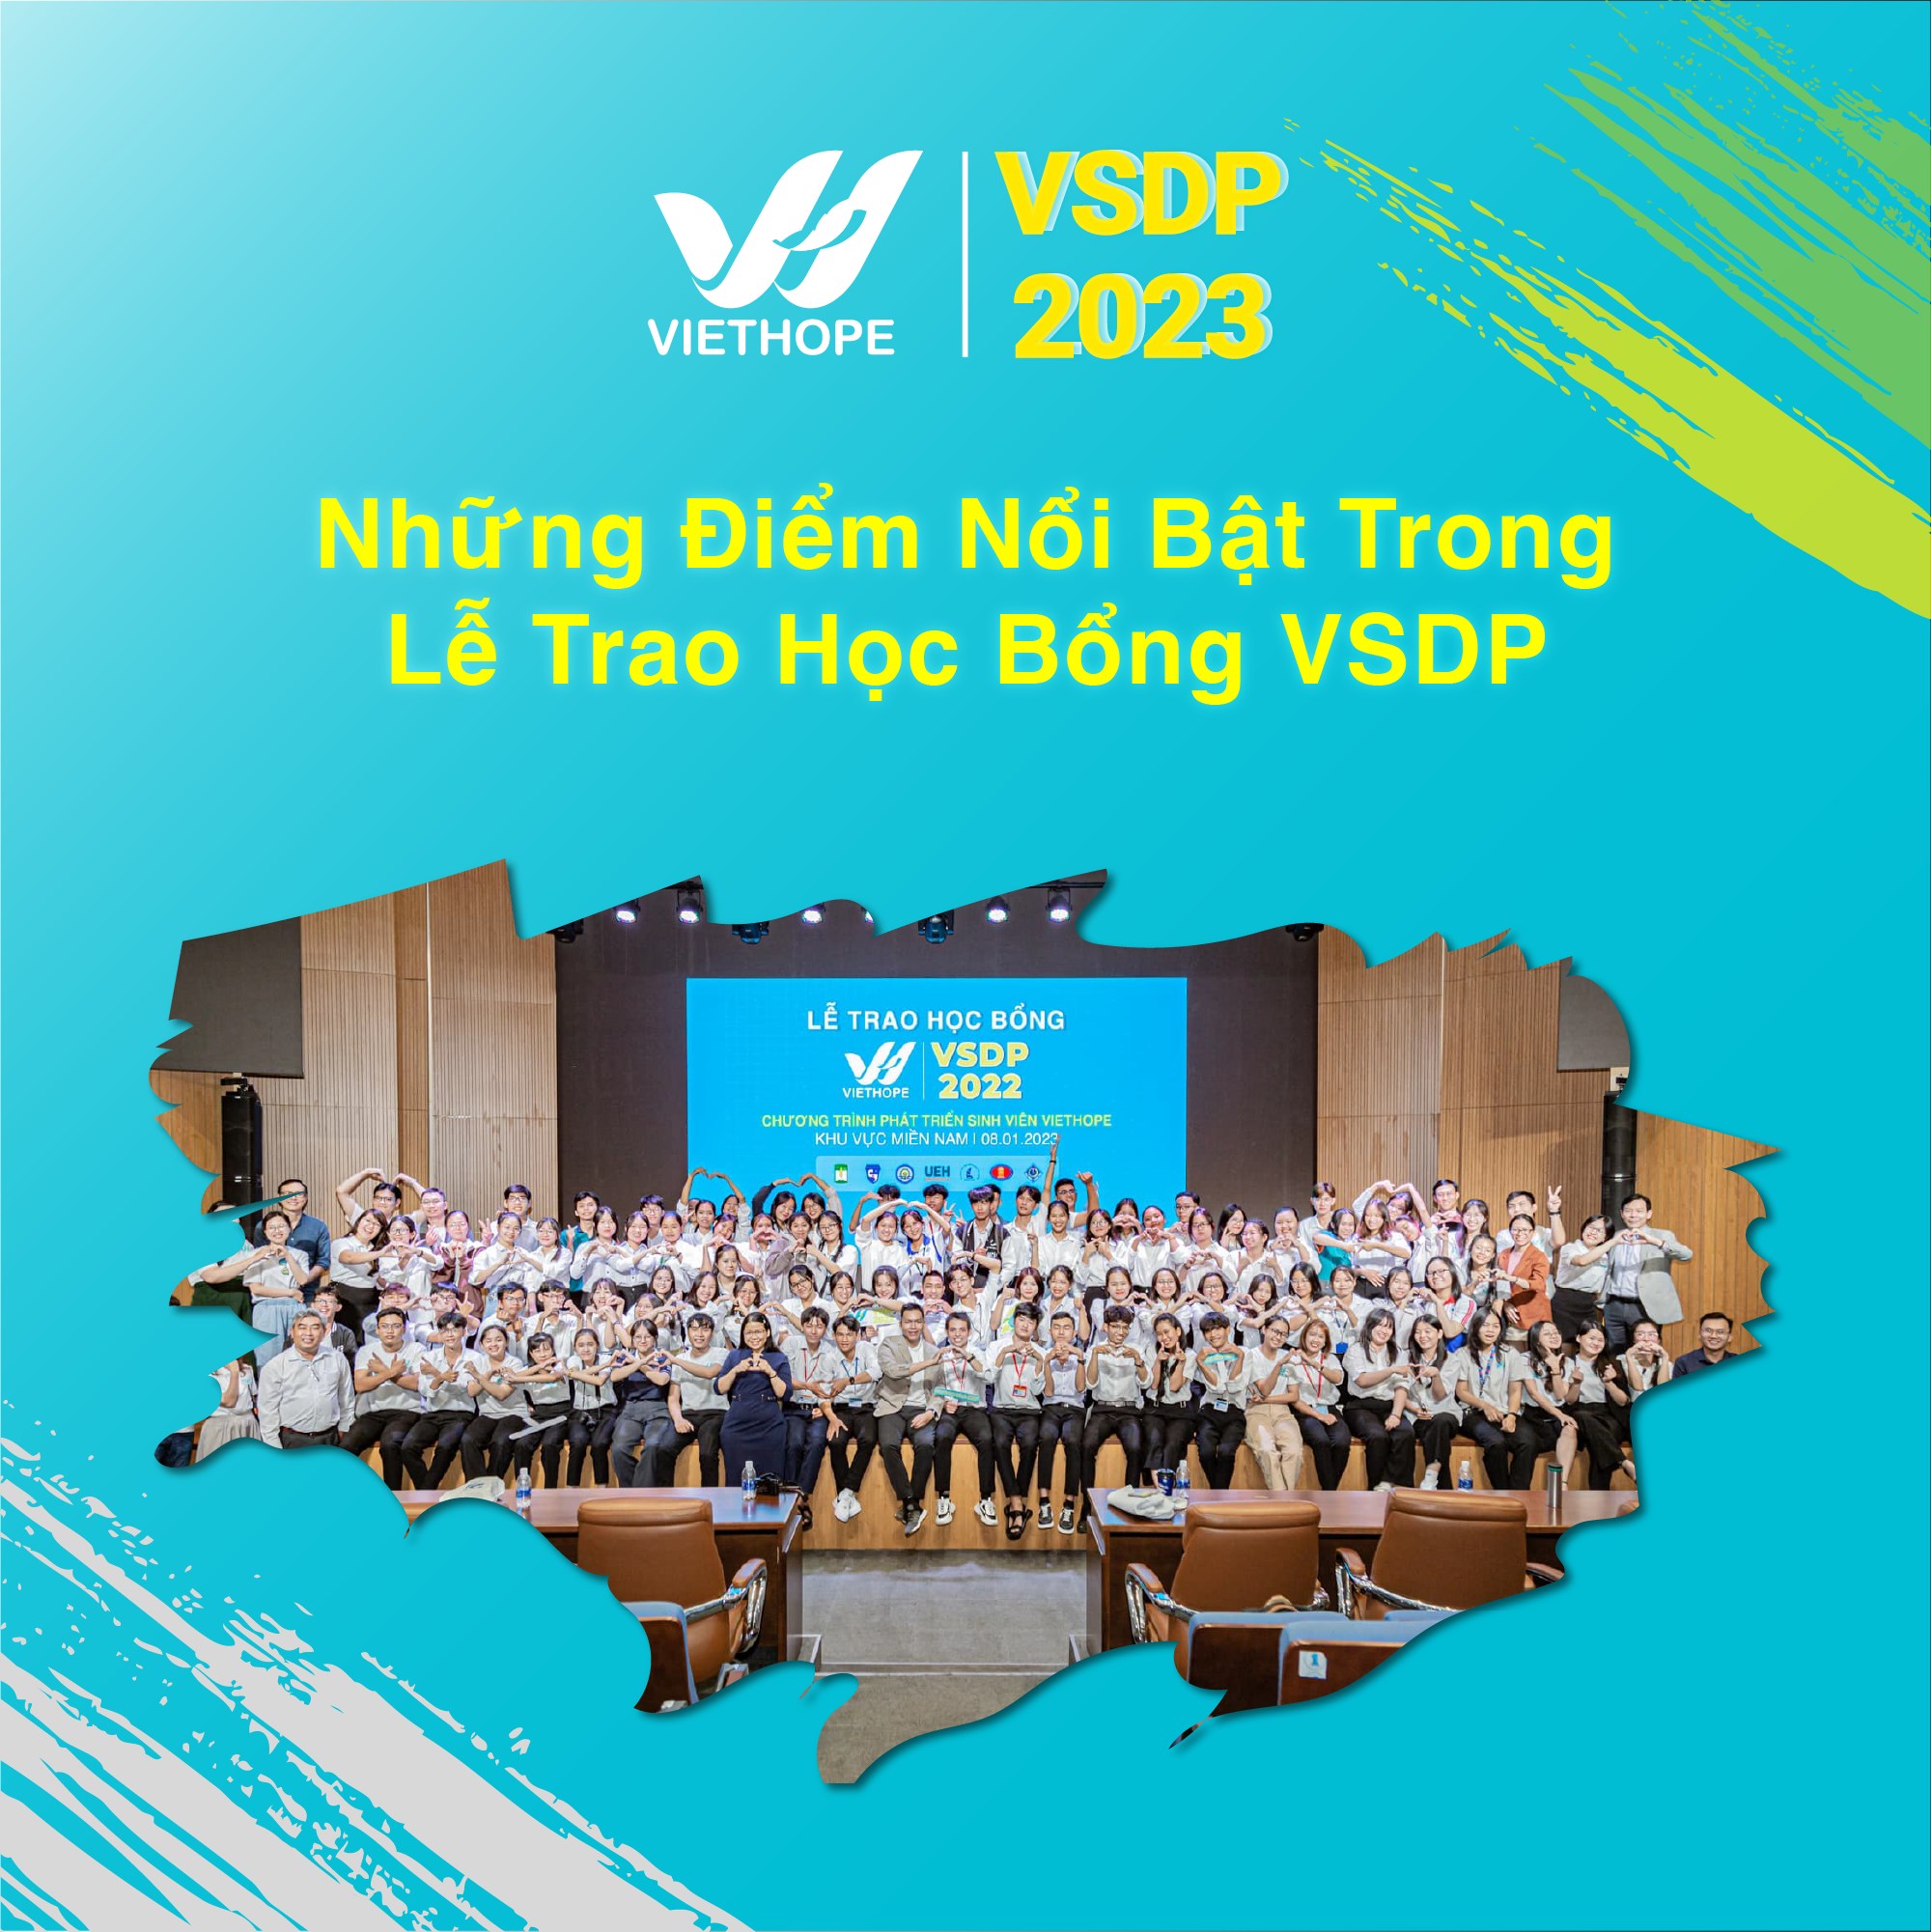 VIETHOPE
VSDP
2023
Những Điểm Nổi Bật Trong
Lễ Trao Học Bổng VSDP
LỄ TRAO HỌC BỔNG
VIETHOPE
VSDP
2022
CHƯƠNG TRÌNH PHÁT TRIỂN SINH VIÊN VIETHOPE
KHU VỰC MIỀN NAM | 08.01.2023
UEH
1